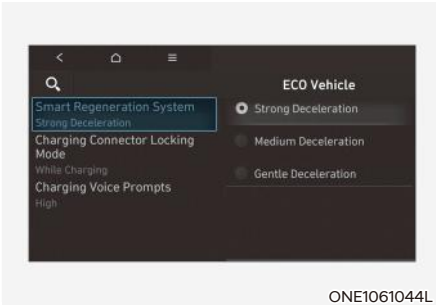 ECO Vehicle
Smart Regeneration System
Strong Deceleration
Charging Connector Locking
Mode
While Charging
Charging Voice Prompts
High
Strong Deceleration
Medium Deceleration
Gentle Deceleration
ONE1061044L